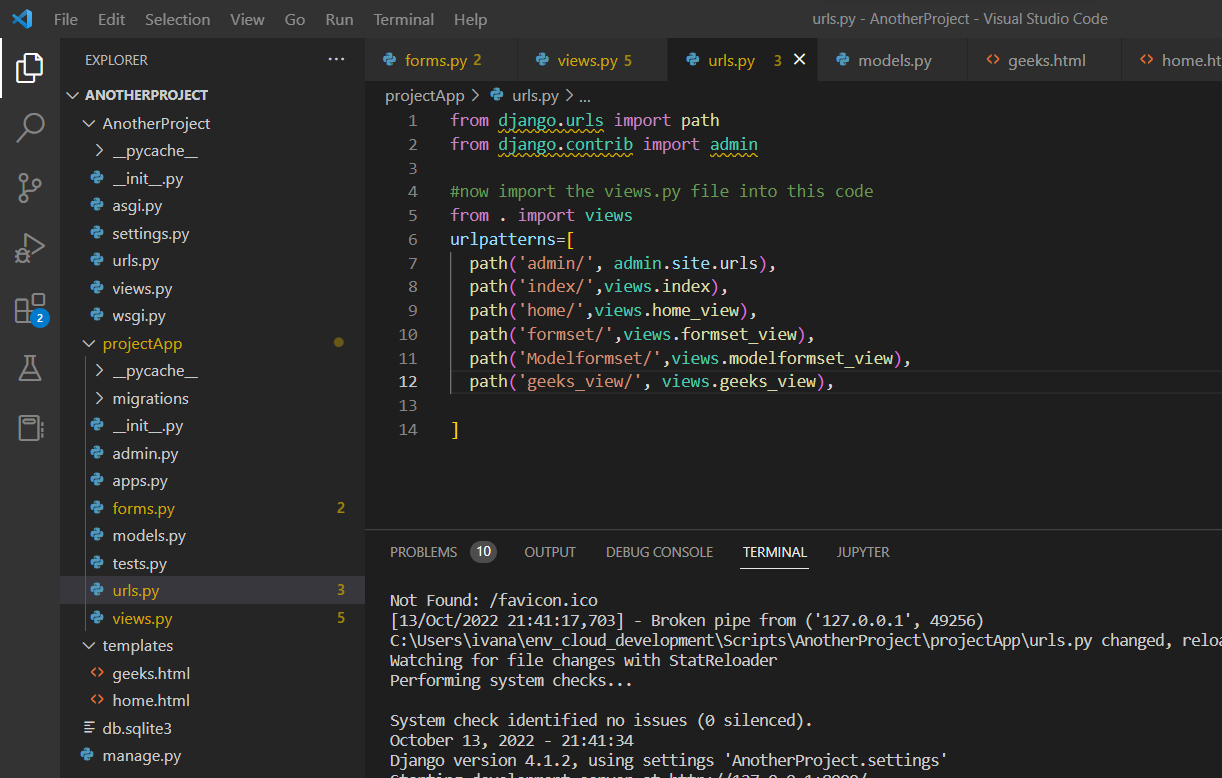 File Edit Selection View Go Run Terminal Help
urls.py - AnotherProject - Visual Studio Code
EXPLORER ...
ANOTHERPROJECT
AnotherProject
__pycache__
__init__.py
asgi.py
settings.py
urls.py
views.py
wsgi.py
projectApp
__pycache__
migrations
__init__.py
admin.py
apps.py
forms.py 2
models.py
tests.py
urls.py 3
views.py 5
templates
geeks.html
home.html
db.sqlite3
manage.py
2
forms.py 2 views.py 5 urls.py 3 models.py geeks.html home.ht
projectApp > urls.py > ...
1 from django.urls import path
2 from django.contrib import admin
3
4 #now import the views.py file into this code
5 from . import views
6 urlpatterns=[
7 path('admin/', admin.site.urls),
8 path('index/',views.index),
9 path('home/',views.home_view),
10 path('formset/',views.formset_view),
11 path('Modelformset/',views.modelformset_view),
12 path('geeks_view/', views.geeks_view),
13
14 ]
PROBLEMS 10 OUTPUT DEBUG CONSOLE TERMINAL JUPYTER
Not Found: /favicon.ico
[13/Oct/2022 21:41:17,703] - Broken pipe from ('127.0.0.1', 49256)
C:\Users\ivana\env_cloud_development\Scripts\AnotherProject\projectApp\urls.py changed, reloa
Watching for file changes with StatReloader
Performing system checks...
System check identified no issues (0 silenced).
October 13, 2022 - 21:41:34
Django version 4.1.2, using settings 'AnotherProject.settings'
Starting development server at http://127.0.0.1:8000/